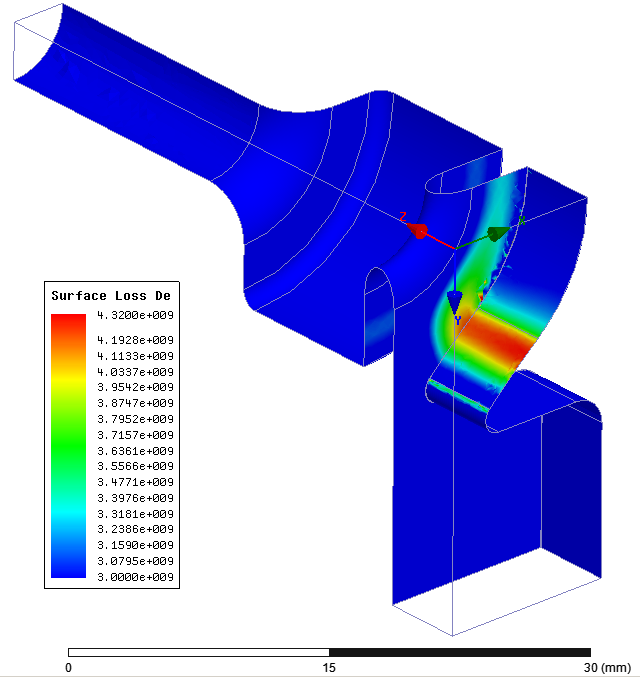 Z
Y
Surface Loss De
4.3200e+009
4.1928e+009
4.1133e+009
4.0337e+009
3.9542e+009
3.8747e+009
3.7952e+009
3.7157e+009
3.6361e+009
3.5566e+009
3.4771e+009
3.3976e+009
3.3181e+009
3.2386e+009
3.1590e+009
3.0795e+009
3.0000e+009
0 15 30 (mm)